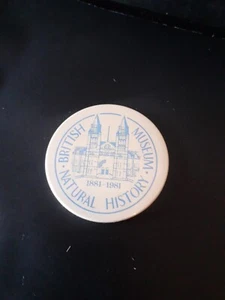 BRITISH MUSEUM
NATURAL HISTORY
1881-1981